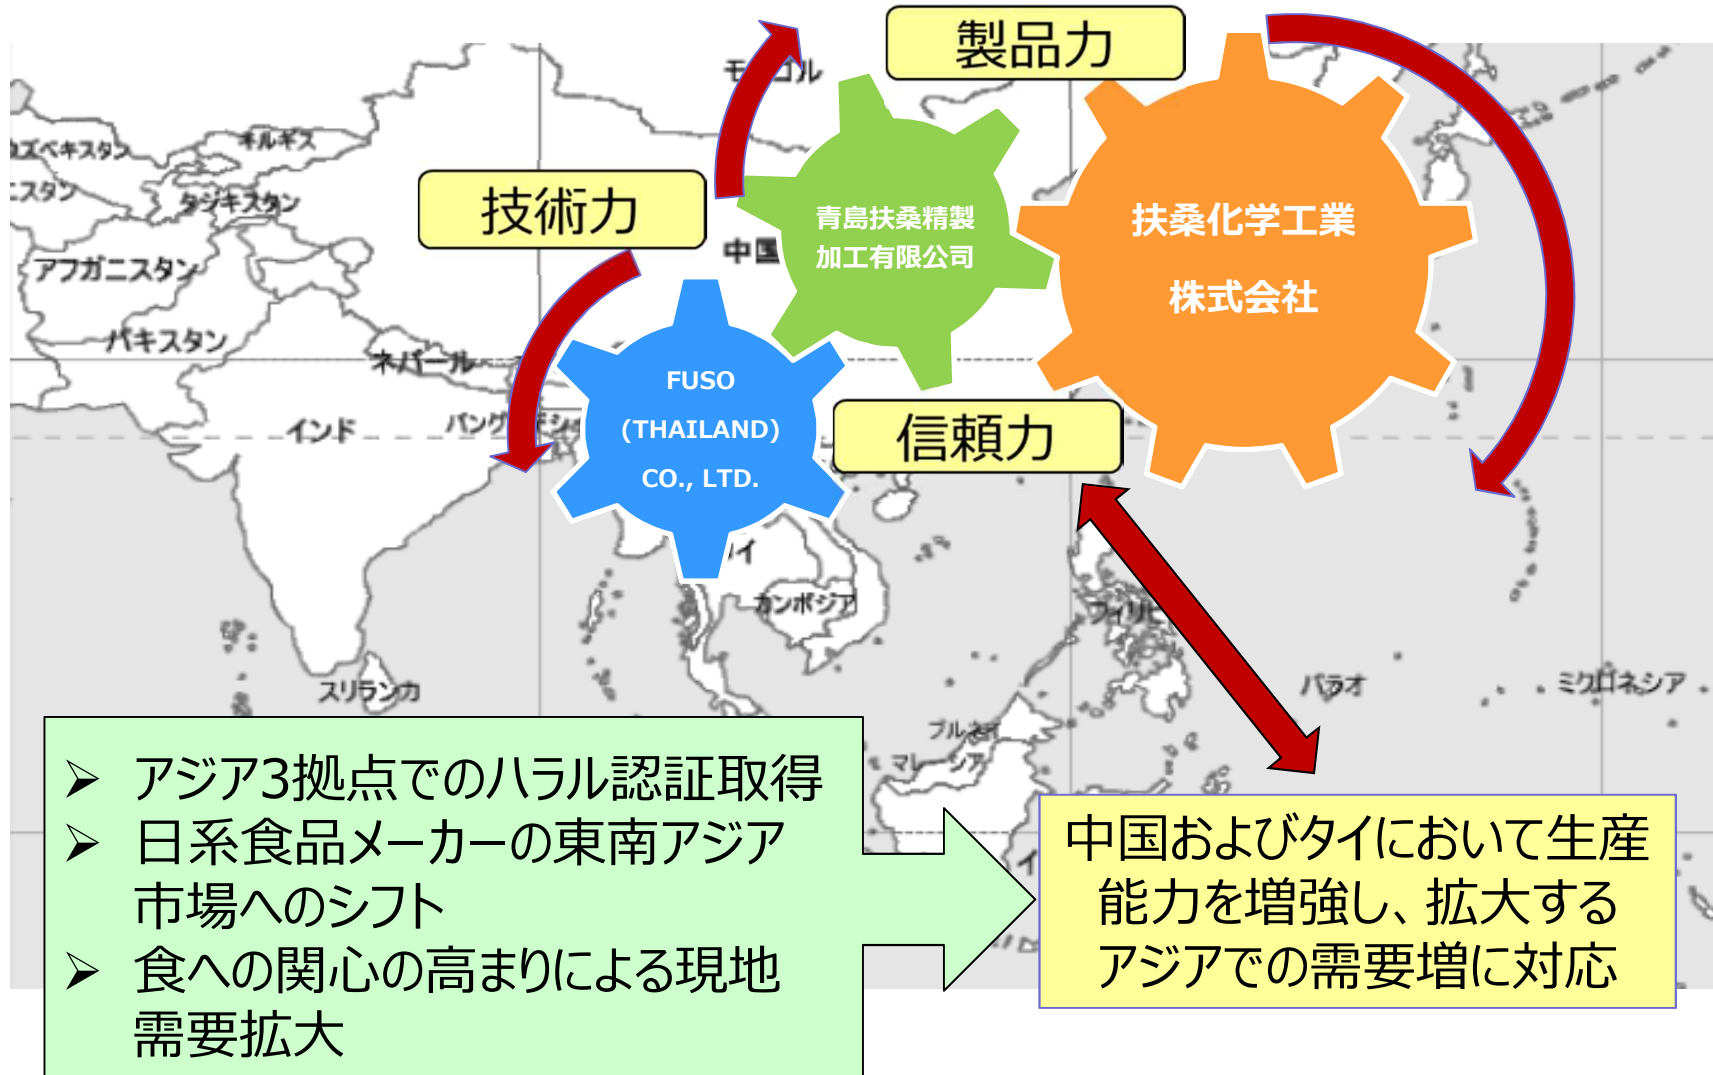 製品力
モンゴル
キルギス
タジキスタン
技術力
青島扶桑精製
加工有限公司
扶桑化学工業
株式会社
アフガニスタン
パキスタン
ネパール
インド
FUSO
(THAILAND)
CO., LTD.
信頼力
カンボジア
スリランカ
パラオ
ミクロネシア
ブルネイ
➢ アジア3拠点でのハラル認証取得
➢ 日系食品メーカーの東南アジア
市場へのシフト
➢ 食への関心の高まりによる現地
需要拡大
中国およびタイにおいて生産
能力を増強し、拡大する
アジアでの需要増に対応